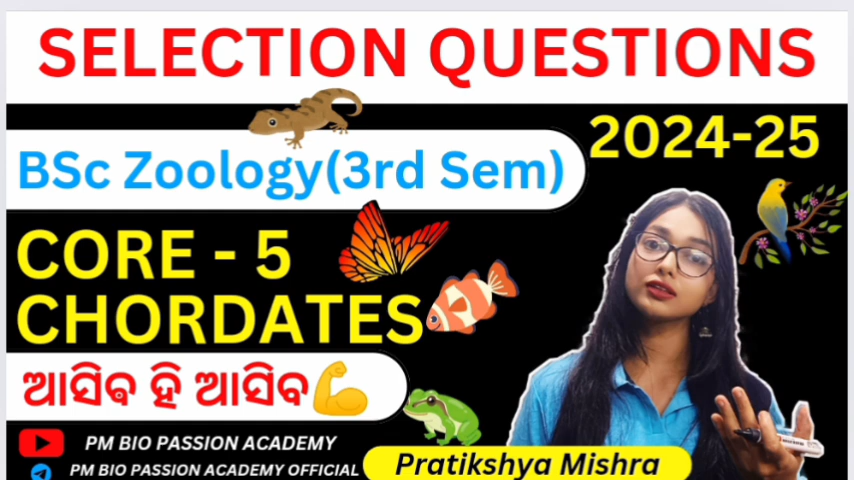 SELECTION QUESTIONS
2024-25
BSc Zoology(3rd Sem)
CORE - 5
CHORDATES
ଆସିବ ହି ଆସିବ
PM BIO PASSION ACADEMY
PM BIO PASSION ACADEMY OFFICIAL
Pratikshya Mishra